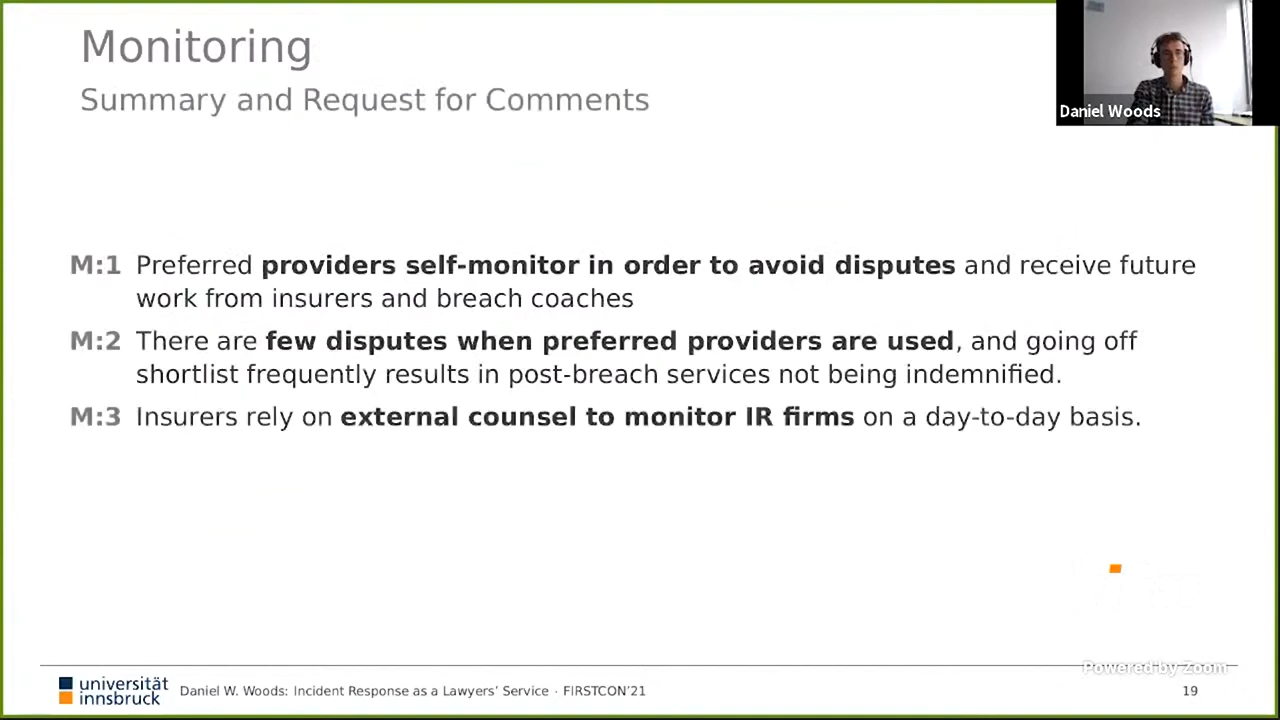 Monitoring
Summary and Request for Comments
Daniel Woods
M:1 Preferred providers self-monitor in order to avoid disputes and receive future
work from insurers and breach coaches
M:2 There are few disputes when preferred providers are used, and going off
shortlist frequently results in post-breach services not being indemnified.
M:3 Insurers rely on external counsel to monitor IR firms on a day-to-day basis.
Powered by Zoom
universität
innsbruck
Daniel W. Woods: Incident Response as a Lawyers' Service · FIRSTCON'21
19